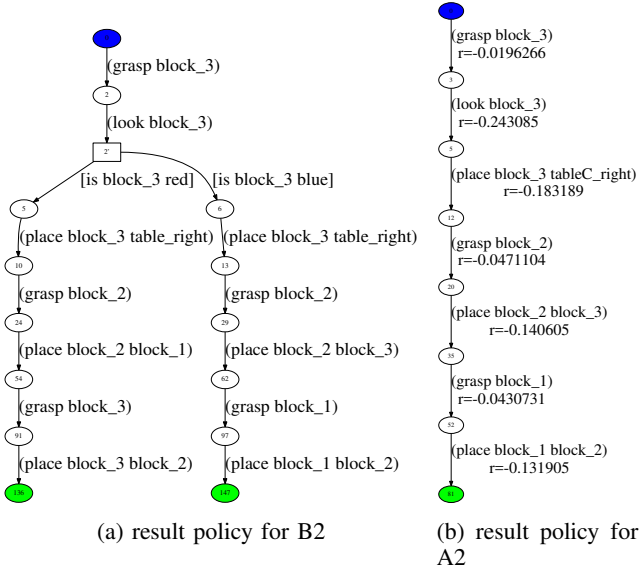 (grasp block_3)
2
(look block_3)
2'
[is block_3 red]
[is block_3 blue]
5
6
(place block_3 table_right)
(place block_3 table_right)
10
13
(grasp block_2)
(grasp block_2)
24
29
(place block_2 block_1)
(place block_2 block_3)
54
62
(grasp block_3)
(grasp block_1)
91
97
(place block_3 block_2)
(place block_1 block_2)
136
147
(a) result policy for B2
(grasp block_3)
r=-0.0196266
3
(look block_3)
r=-0.243085
5
(place block_3 tableC_right)
r=-0.183189
12
(grasp block_2)
r=-0.0471104
20
(place block_2 block_3)
r=-0.140605
35
(grasp block_1)
r=-0.0430731
52
(place block_1 block_2)
r=-0.131905
81
(b) result policy for
A2